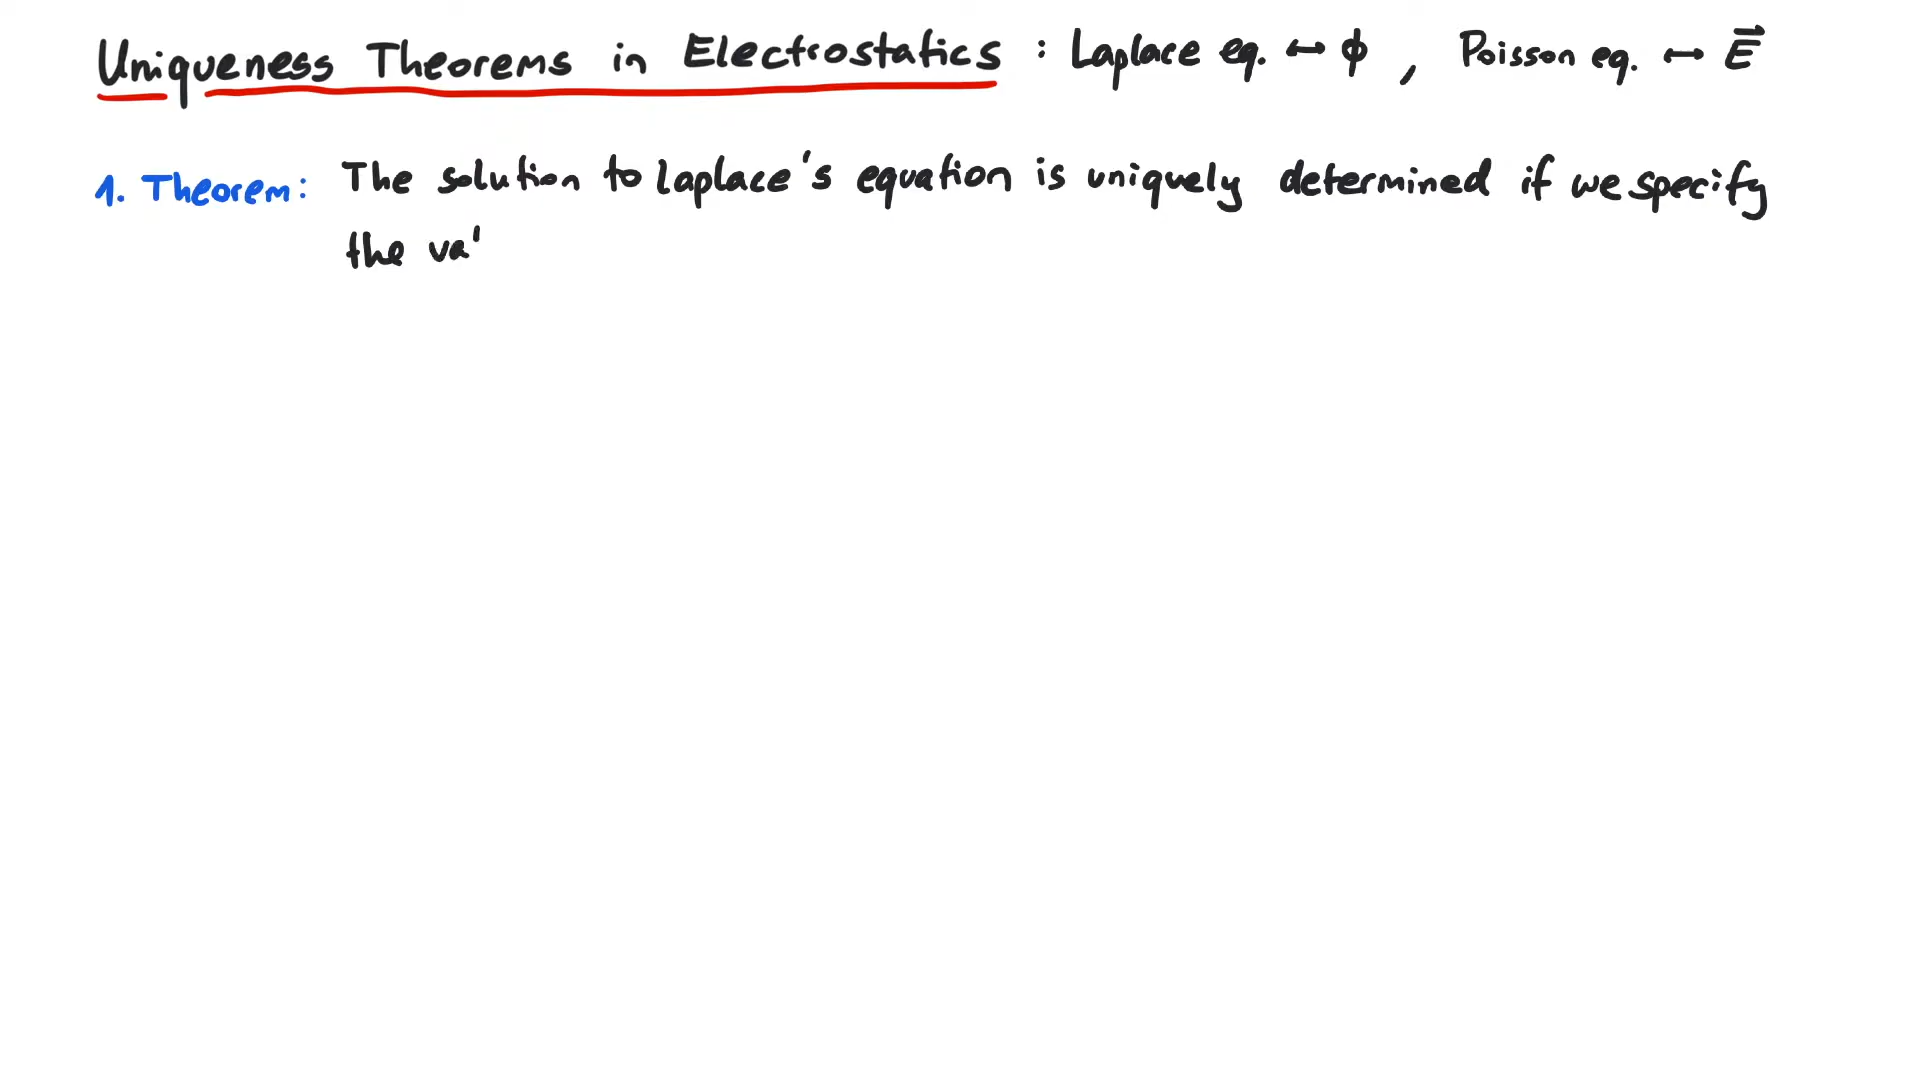 Uniqueness Theorems in Electrostatics : Laplace eq. ↔ ϕ , Poisson eq. ↔ E⃗
1. Theorem: The solution to Laplace's equation is uniquely determined if we specify
the va'